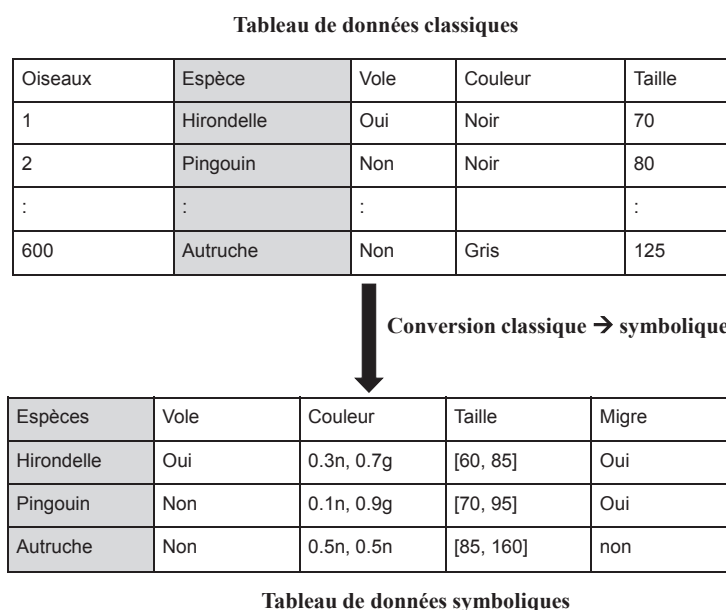 Tableau de données classiques
Oiseaux Espèce Vole Couleur Taille
1 Hirondelle Oui Noir 70
2 Pingouin Non Noir 80
: : : :
600 Autruche Non Gris 125
Conversion classique → symbolique
Espèces Vole Couleur Taille Migre
Hirondelle Oui 0.3n, 0.7g [60, 85] Oui
Pingouin Non 0.1n, 0.9g [70, 95] Oui
Autruche Non 0.5n, 0.5n [85, 160] non
Tableau de données symboliques